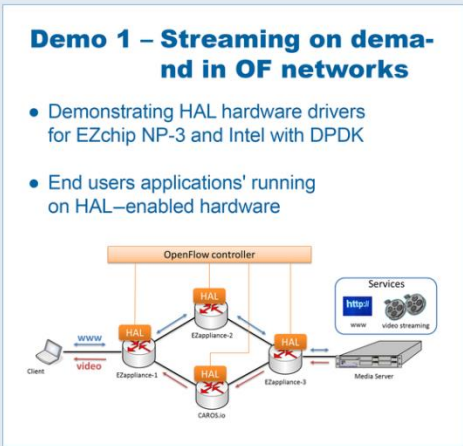 Demo 1 – Streaming on dema-
nd in OF networks
• Demonstrating HAL hardware drivers
for EZchip NP-3 and Intel with DPDK
• End users applications' running
on HAL–enabled hardware
OpenFlow controller
Services
http://
www
video streaming
HAL
EZappliance-2
HAL
HAL
www
video
Client
EZappliance-1
HAL
EZappliance-3
Media Server
CAROS.io